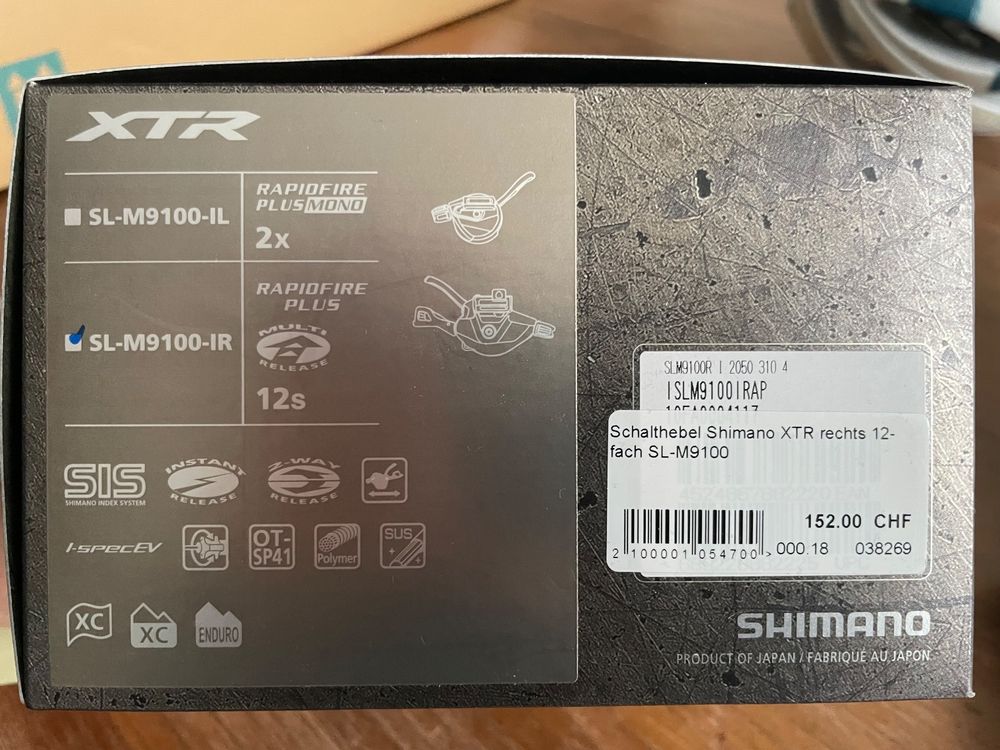 XTR
SL-M9100-IL
RAPIDFIRE
PLUS MONO
2x
SL-M9100-IR
RAPIDFIRE
PLUS
MULTI
RELEASE
12s
SIS
SHIMANO INDEX SYSTEM
INSTANT
RELEASE
2-WAY
RELEASE
I-SPEC EV
OT-
SP41
Polymer
SUS
+
XC
XC
ENDURO
SLM9100R I 2050 310 4
ISLM9100IRAP
Schalthebel Shimano XTR rechts 12-
fach SL-M9100
152.00 CHF
2 100001 054700 >
000.18 038269
SHIMANO
PRODUCT OF JAPAN / FABRIQUÉ AU JAPON